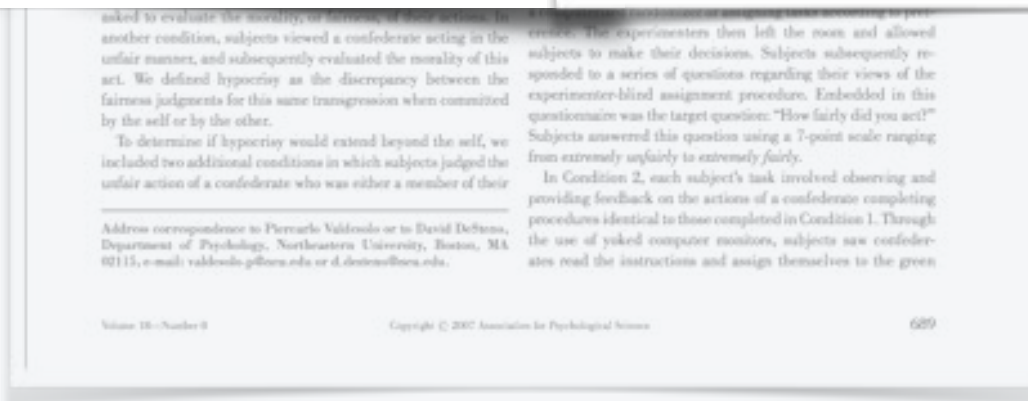 asked to evaluate the morality, or fairness, of their actions. In
another condition, subjects viewed a confederate acting in the
unfair manner, and subsequently evaluated the morality of this
act. We defined hypocrisy as the discrepancy between the
fairness judgments for this same transgression when committed
by the self or by the other.
To determine if hypocrisy would extend beyond the self, we
included two additional conditions in which subjects judged the
unfair action of a confederate who was either a member of their
Address correspondence to Piercarlo Valdesolo or to David DeSteno,
Department of Psychology, Northeastern University, Boston, MA
02115, e-mail: valdesolo.p@neu.edu or d.desteno@neu.edu.
of assigning tasks according to pref-
erence. The experimenters then left the room and allowed
subjects to make their decisions. Subjects subsequently re-
sponded to a series of questions regarding their views of the
experimenter-blind assignment procedure. Embedded in this
questionnaire was the target question: “How fairly did you act?”
Subjects answered this question using a 7-point scale ranging
from extremely unfairly to extremely fairly.
In Condition 2, each subject’s task involved observing and
providing feedback on the actions of a confederate completing
procedures identical to those completed in Condition 1. Through
the use of yoked computer monitors, subjects saw confeder-
ates read the instructions and assign themselves to the green
Volume 18—Number 8
Copyright © 2007 Association for Psychological Science
689